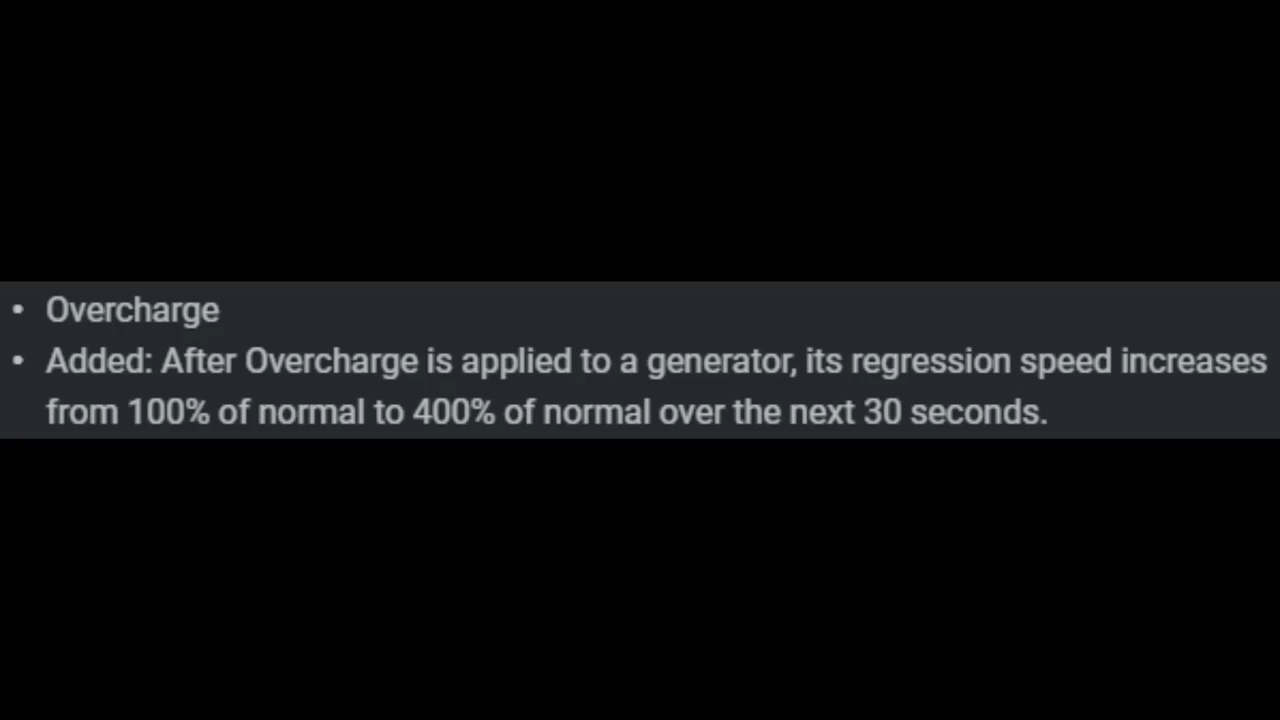 • Overcharge
• Added: After Overcharge is applied to a generator, its regression speed increases
from 100% of normal to 400% of normal over the next 30 seconds.